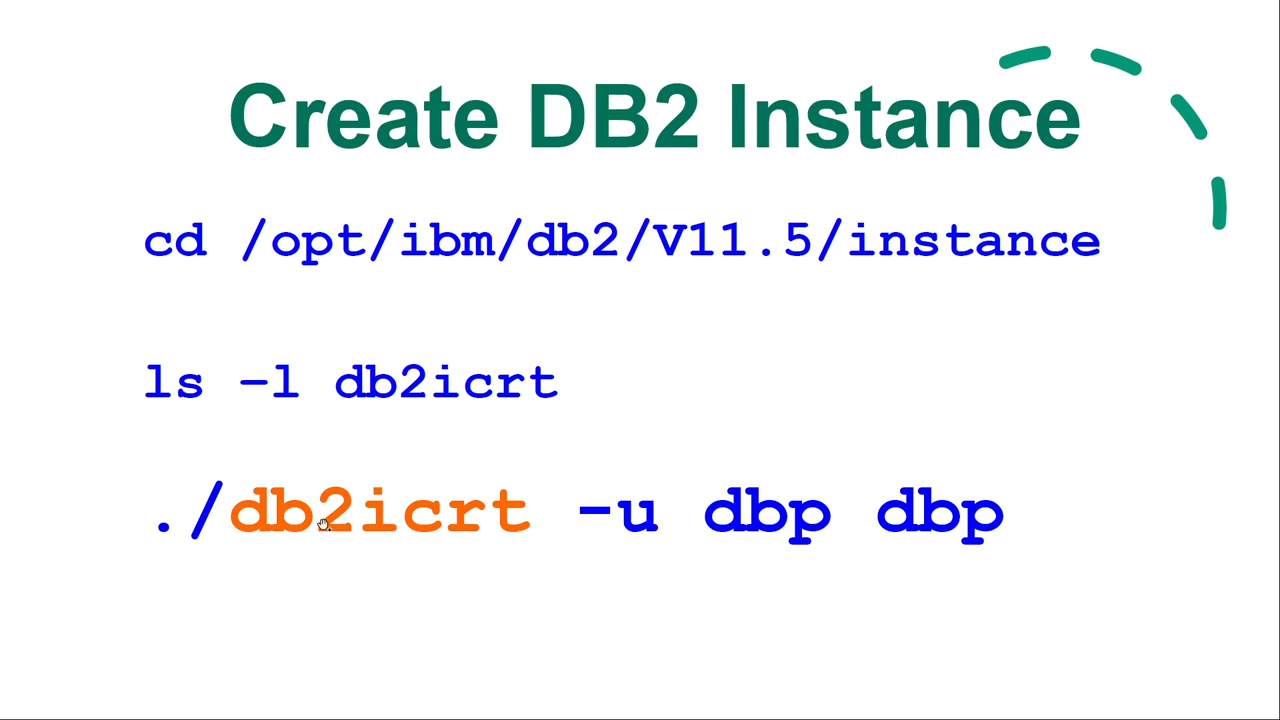 Create DB2 Instance
cd /opt/ibm/db2/V11.5/instance
ls –l db2icrt
./db2icrt -u dbp dbp